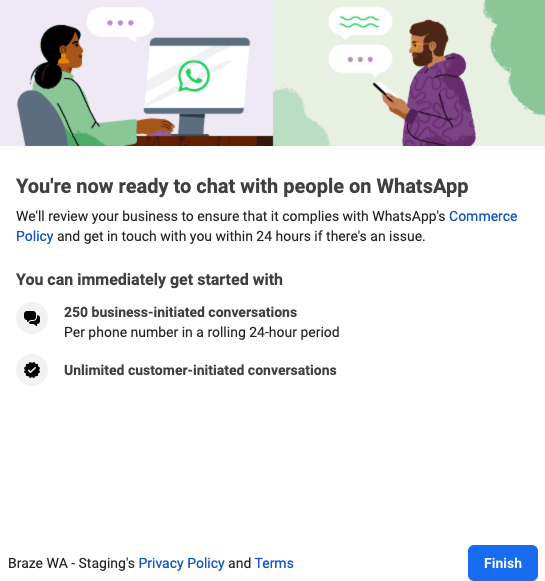 You're now ready to chat with people on WhatsApp
We'll review your business to ensure that it complies with WhatsApp's Commerce
Policy and get in touch with you within 24 hours if there's an issue.
You can immediately get started with
250 business-initiated conversations
Per phone number in a rolling 24-hour period
Unlimited customer-initiated conversations
Braze WA - Staging's Privacy Policy and Terms
Finish